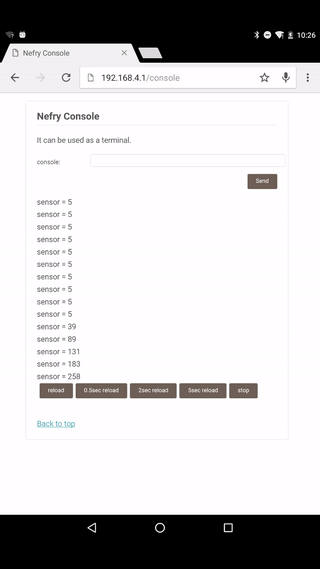 10:26
Nefry Console
192.168.4.1/console
Nefry Console
It can be used as a terminal.
console:
Send
sensor = 5
sensor = 5
sensor = 5
sensor = 5
sensor = 5
sensor = 5
sensor = 5
sensor = 5
sensor = 5
sensor = 5
sensor = 39
sensor = 89
sensor = 131
sensor = 183
sensor = 258
reload 0.5sec reload 2sec reload 5sec reload stop
Back to top